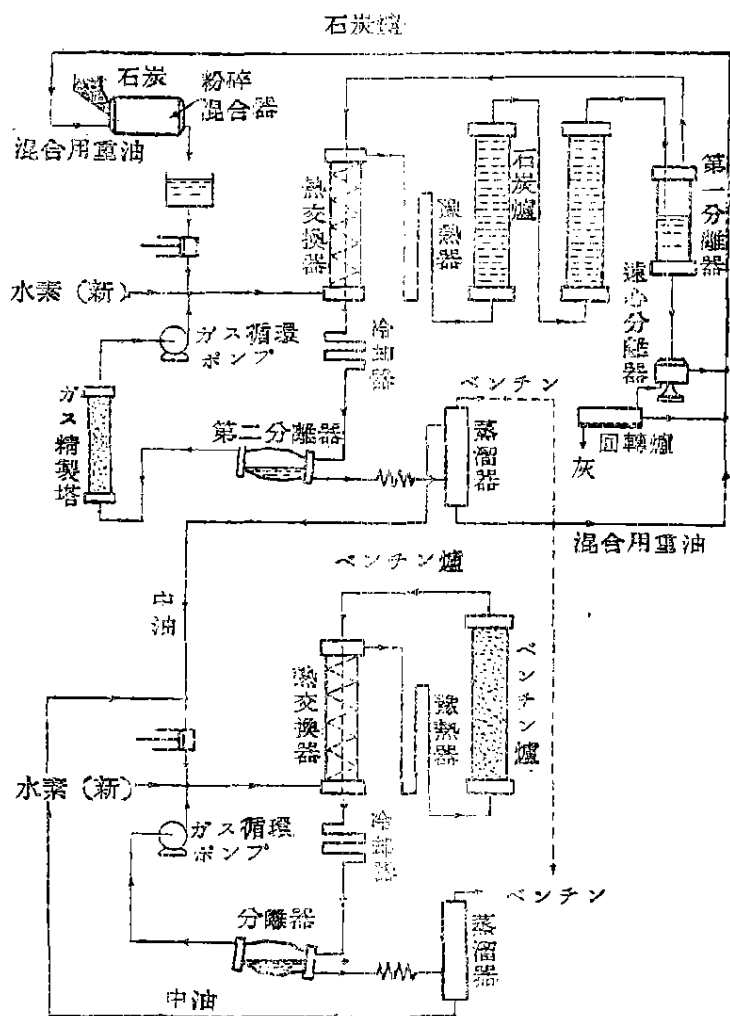 石炭爐
石炭
粉碎
混合器
混合用重油
熱交換器
豫熱器
石炭爐
第一分離器
水素(新)
ガス循環
ポンプ
冷却器
遠心分離器
ガス精製塔
第二分離器
ベンチン
蒸溜器
回轉爐
灰
混合用重油
ベンチン爐
中油
熱交換器
豫熱器
ベンチン爐
水素(新)
ガス循環
ポンプ
冷却器
分離器
ベンチン
蒸溜器
中油